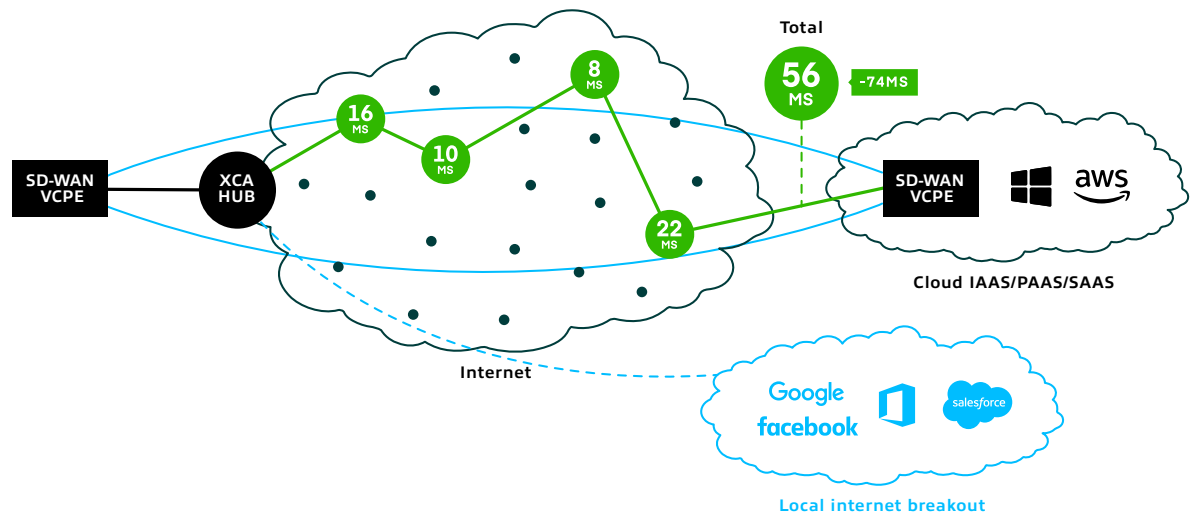 Total
56
MS
-74MS
8
MS
16
MS
10
MS
22
MS
SD-WAN
VCPE
XCA
HUB
SD-WAN
VCPE
aws
Cloud IAAS/PAAS/SAAS
Internet
Google
facebook
salesforce
Local internet breakout